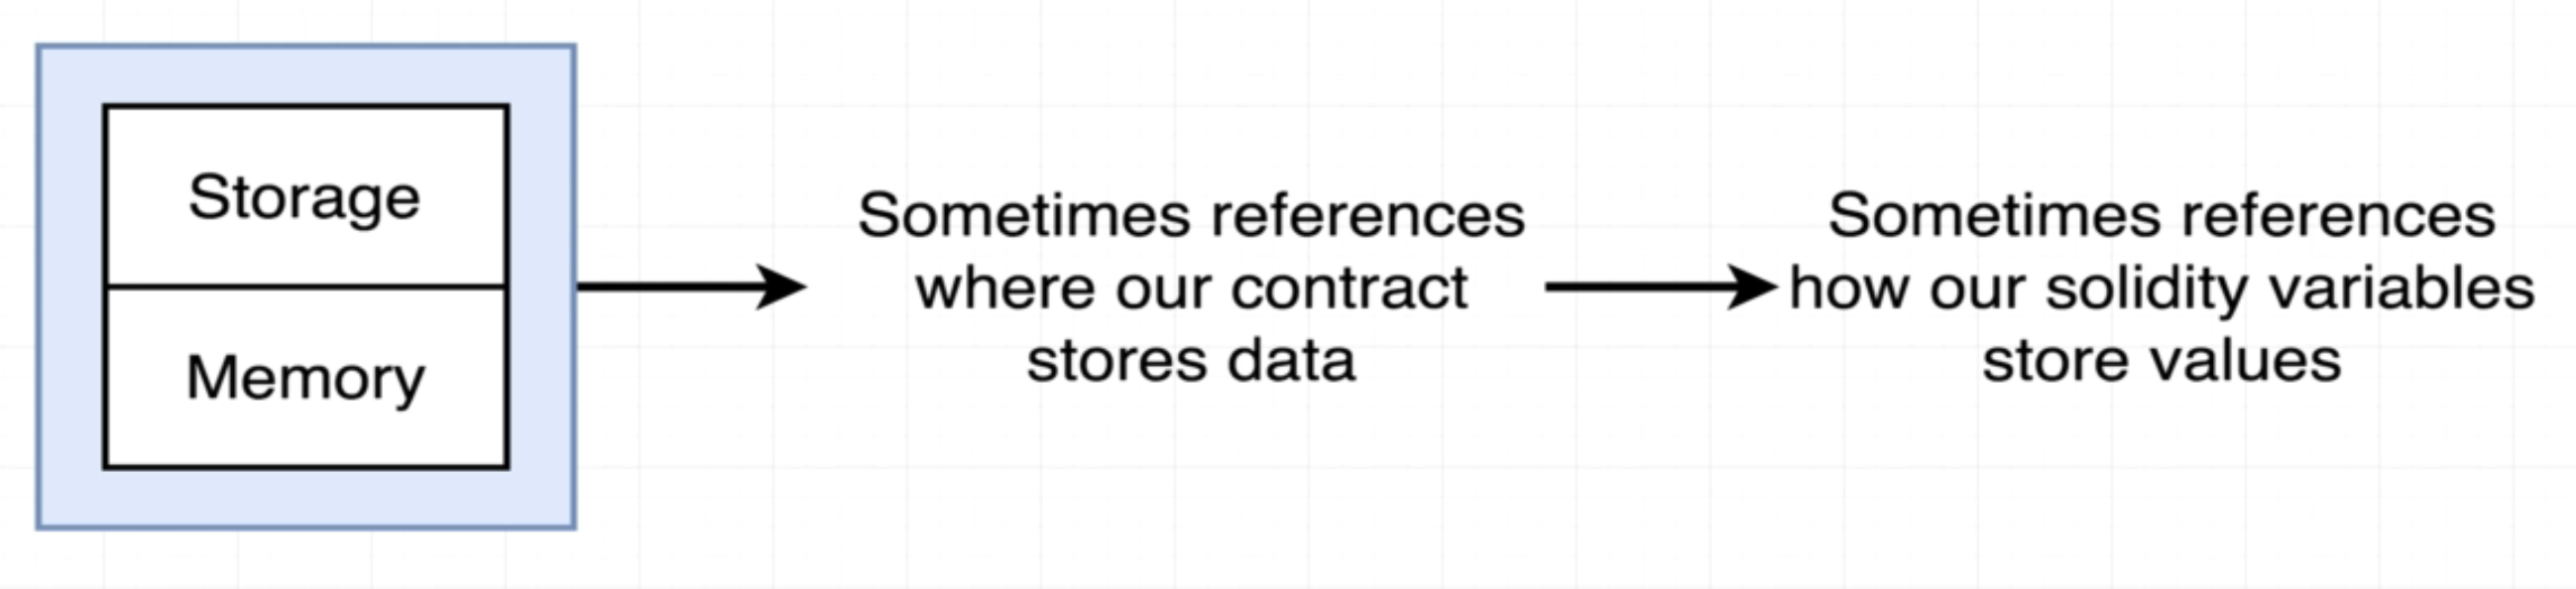 Storage
Memory
Sometimes references
where our contract
stores data
Sometimes references
how our solidity variables
store values